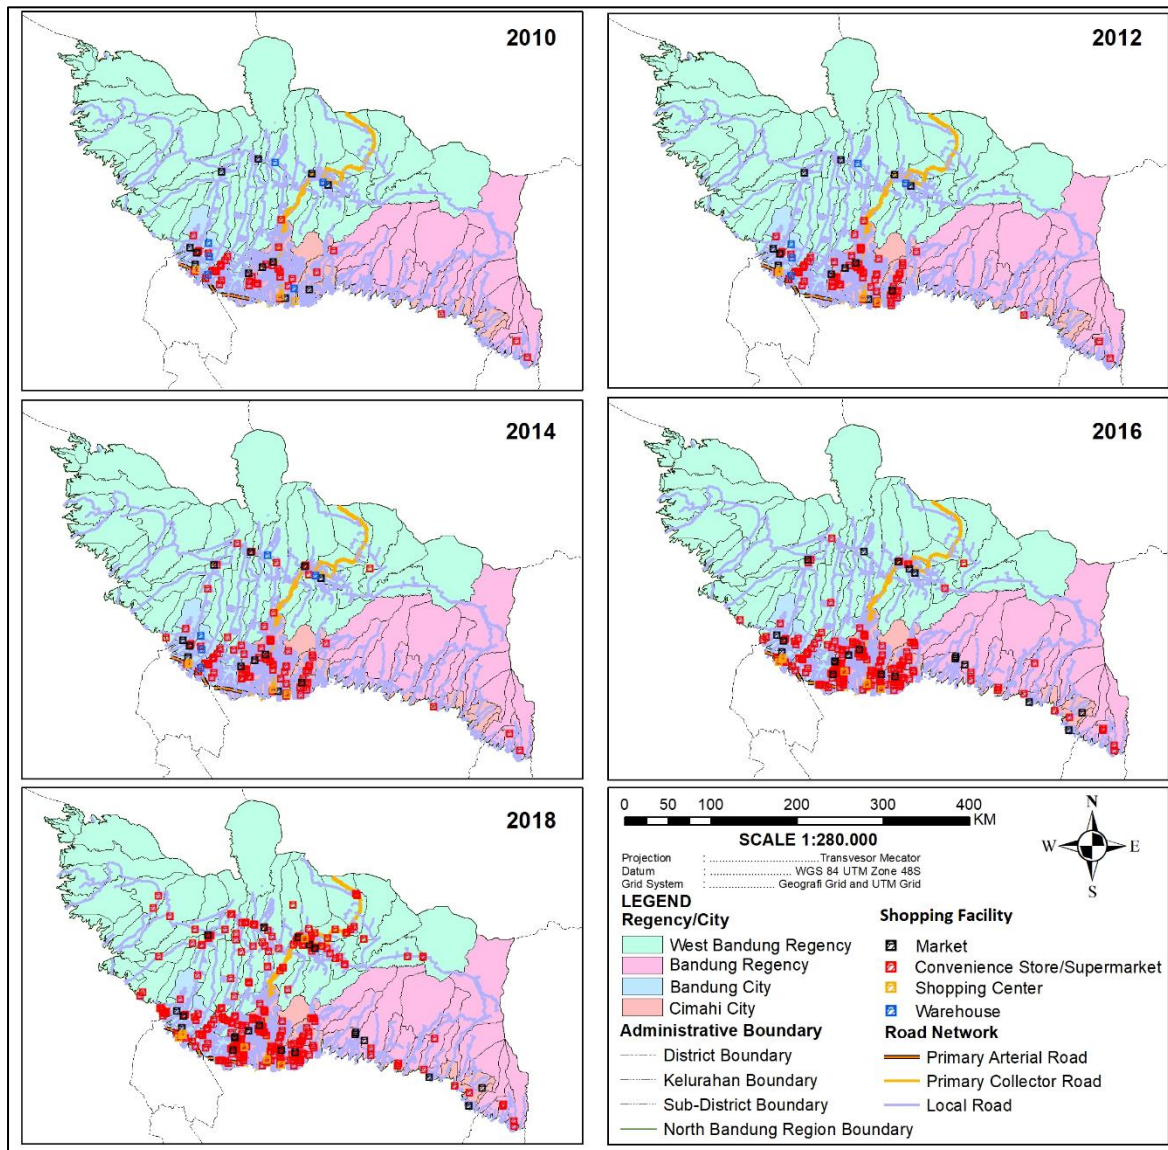 2010
2012
2014
2016
2018
0 50 100 200 300 400
KM
SCALE 1:280.000
Projection : Transvesor Mecator
Datum : WGS 84 UTM Zone 48S
Grid System : Geografi Grid and UTM Grid
N
W E
S
LEGEND
Regency/City
West Bandung Regency
Bandung Regency
Bandung City
Cimahi City
Administrative Boundary
District Boundary
Kelurahan Boundary
Sub-District Boundary
North Bandung Region Boundary
Shopping Facility
Market
Convenience Store/Supermarket
Shopping Center
Warehouse
Road Network
Primary Arterial Road
Primary Collector Road
Local Road